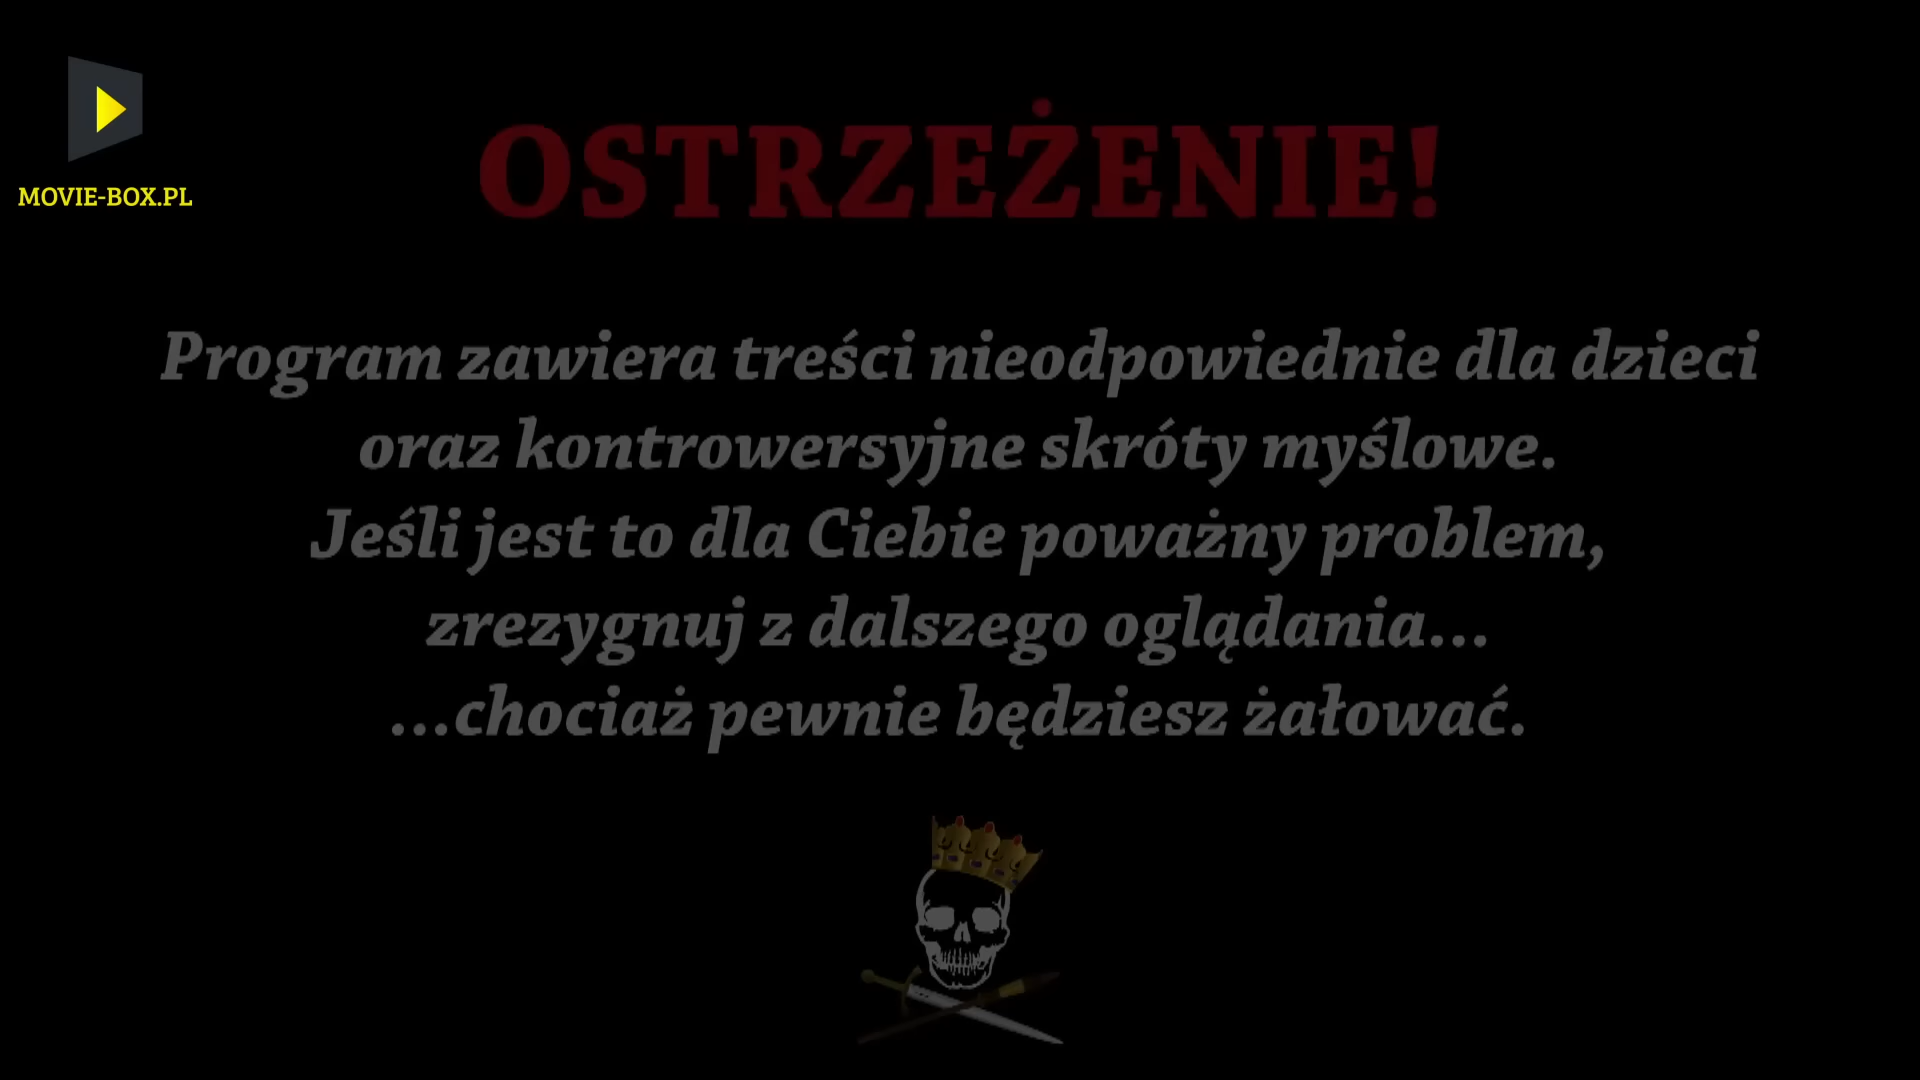 MOVIE-BOX.PL
OSTRZEŻENIE!
Program zawiera treści nieodpowiednie dla dzieci
oraz kontrowersyjne skróty myślowe.
Jeśli jest to dla Ciebie poważny problem,
zrezygnuj z dalszego oglądania...
...chociaż pewnie będziesz żałować.